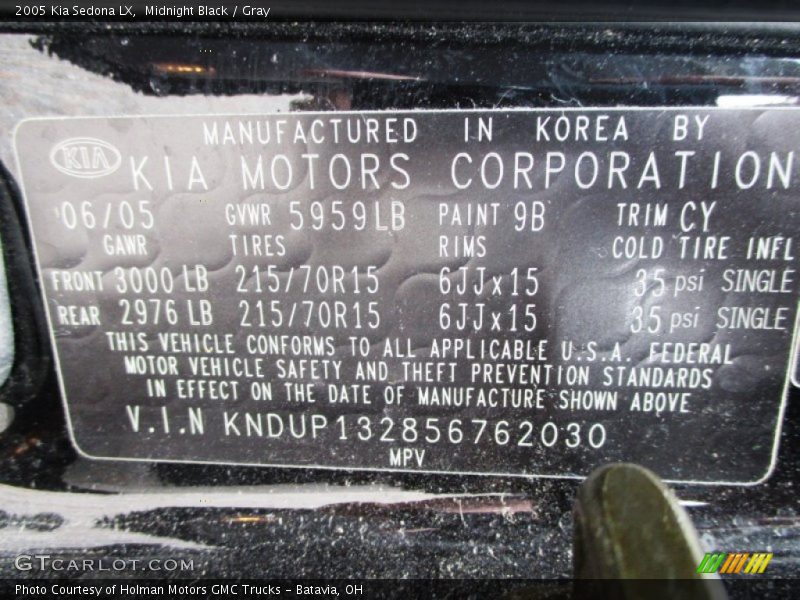 2005 Kia Sedona LX, Midnight Black / Gray
MANUFACTURED IN KOREA BY
KIA KIA MOTORS CORPORATION
06/05 GVWR 5959LB PAINT 9B TRIM CY
GAWR TIRES RIMS COLD TIRE INFL
FRONT 3000 LB 215/70R15 6JJx15 35 psi SINGLE
REAR 2976 LB 215/70R15 6JJx15 35 psi SINGLE
THIS VEHICLE CONFORMS TO ALL APPLICABLE U.S.A. FEDERAL
MOTOR VEHICLE SAFETY AND THEFT PREVENTION STANDARDS
IN EFFECT ON THE DATE OF MANUFACTURE SHOWN ABOVE
V.I.N KNDUP132856762030
MPV
GTCARLOT.COM
Photo Courtesy of Holman Motors GMC Trucks - Batavia, OH